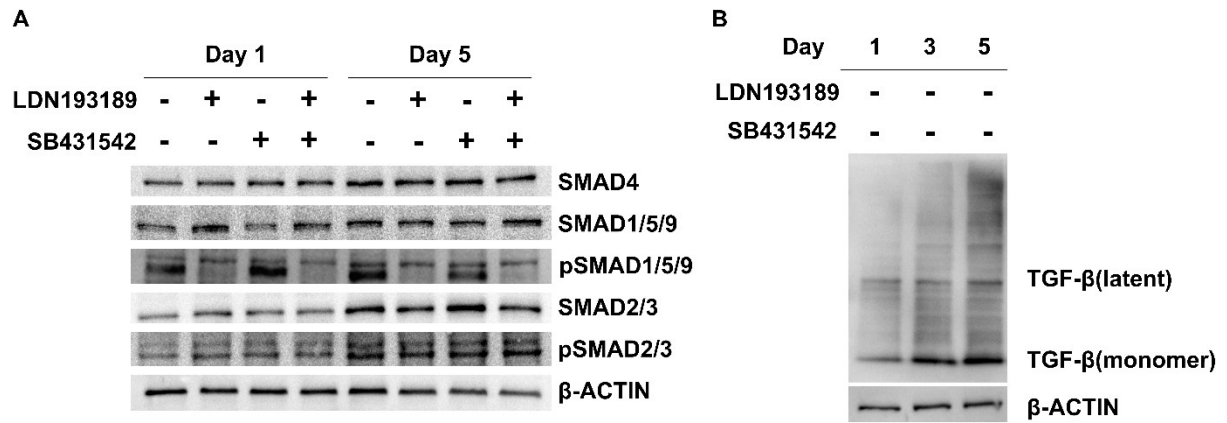 A
Day 1 Day 5
LDN193189 - + - + - + - +
SB431542 - - + + - - + +
SMAD4
SMAD1/5/9
pSMAD1/5/9
SMAD2/3
pSMAD2/3
β-ACTIN
B
Day 1 3 5
LDN193189 - - -
SB431542 - - -
TGF-β(latent)
TGF-β(monomer)
β-ACTIN